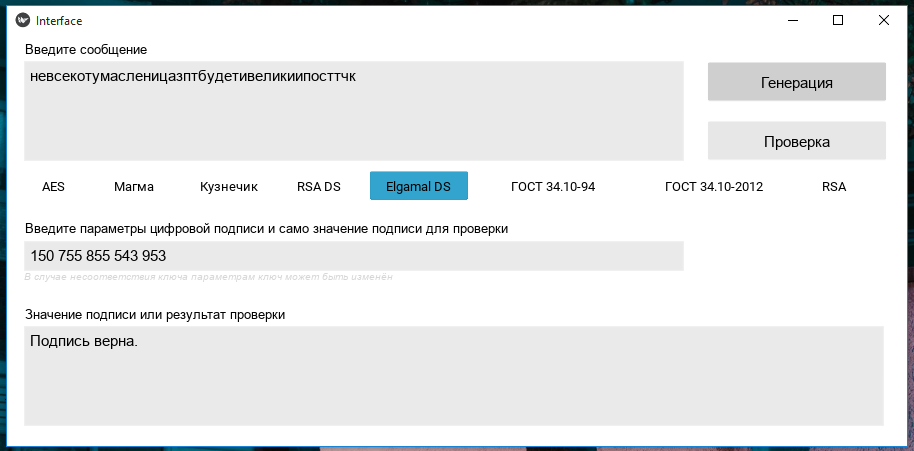 Interface
Введите сообщение
невсекотумасленицазптбудетивеликиипосттчк
Генерация
Проверка
AES Магма Кузнечик RSA DS Elgamal DS ГОСТ 34.10-94 ГОСТ 34.10-2012 RSA
Введите параметры цифровой подписи и само значение подписи для проверки
150 755 855 543 953
В случае несоответствия ключа параметрам ключ может быть изменён
Значение подписи или результат проверки
Подпись верна.